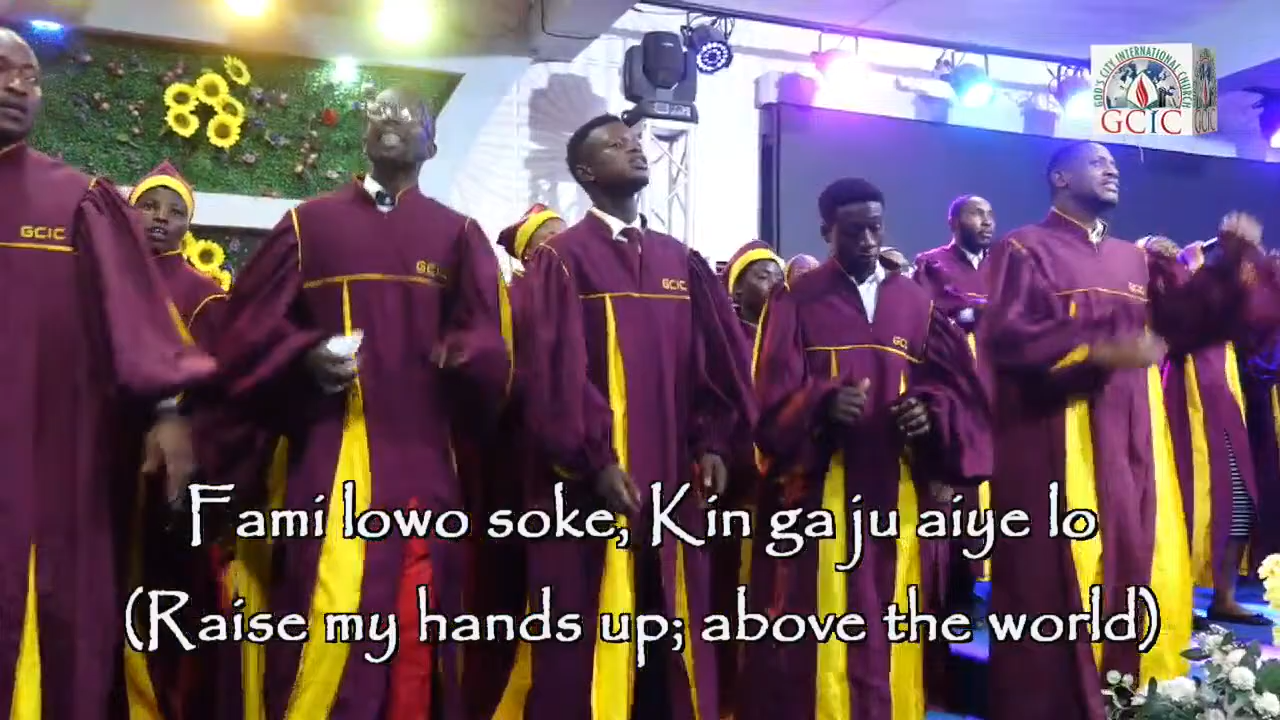 GOD'S CITY INTERNATIONAL CHURCH
GCIC
GCIC
GCIC
Fami lowo soke, Kin ga ju aiye lo
(Raise my hands up; above the world)